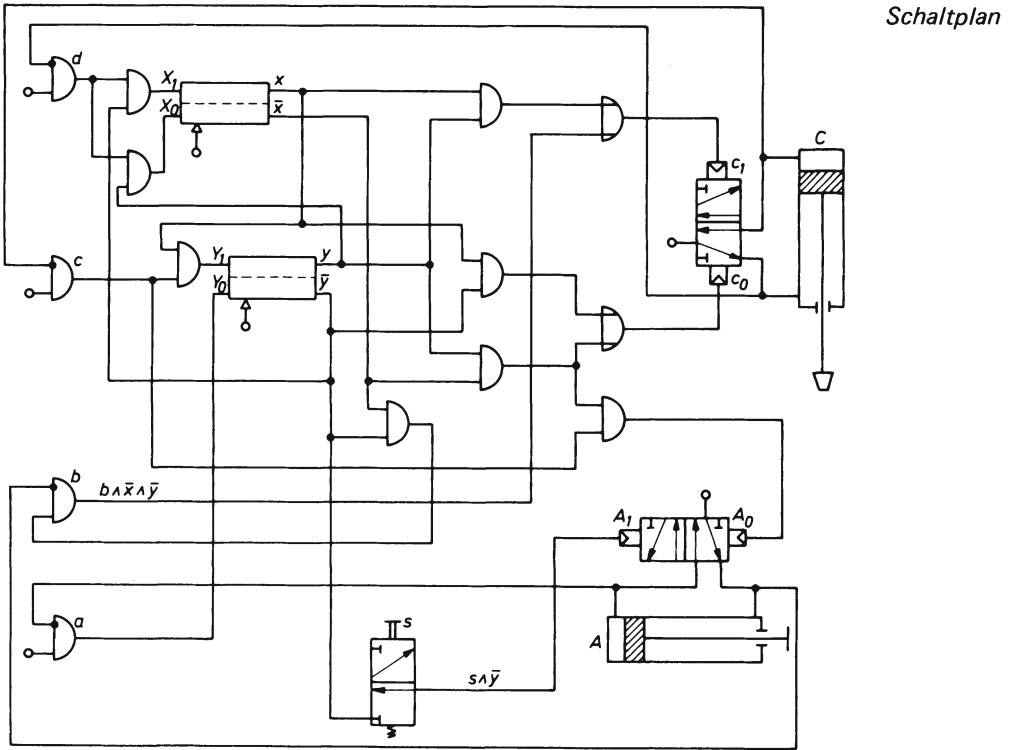 Schaltplan
d
X₁
x
X₀
x̄
C
c₁
c
Y₁
y
Y₀
ȳ
c₀
b
b∧x̄∧ȳ
A₁
A₀
a
s
A
s∧ȳ